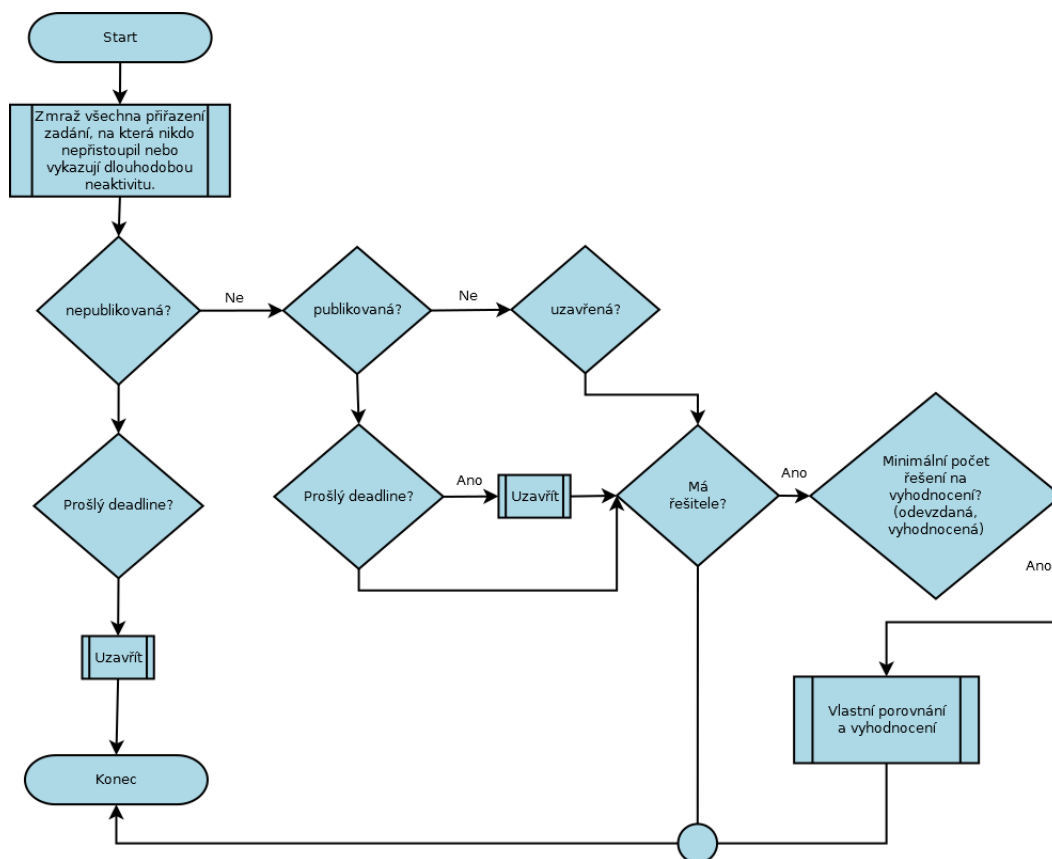 Start
Zmraž všechna přiřazení
zadání, na která nikdo
nepřistoupil nebo
vykazují dlouhodobou
neaktivitu.
nepublikovaná?
Ne
publikovaná?
Ne
uzavřená?
Prošlý deadline?
Prošlý deadline?
Ano
Uzavřít
Má
řešitele?
Ano
Minimální počet
řešení na
vyhodnocení?
(odevzdaná,
vyhodnocená)
Ano
Uzavřít
Vlastní porovnání
a vyhodnocení
Konec